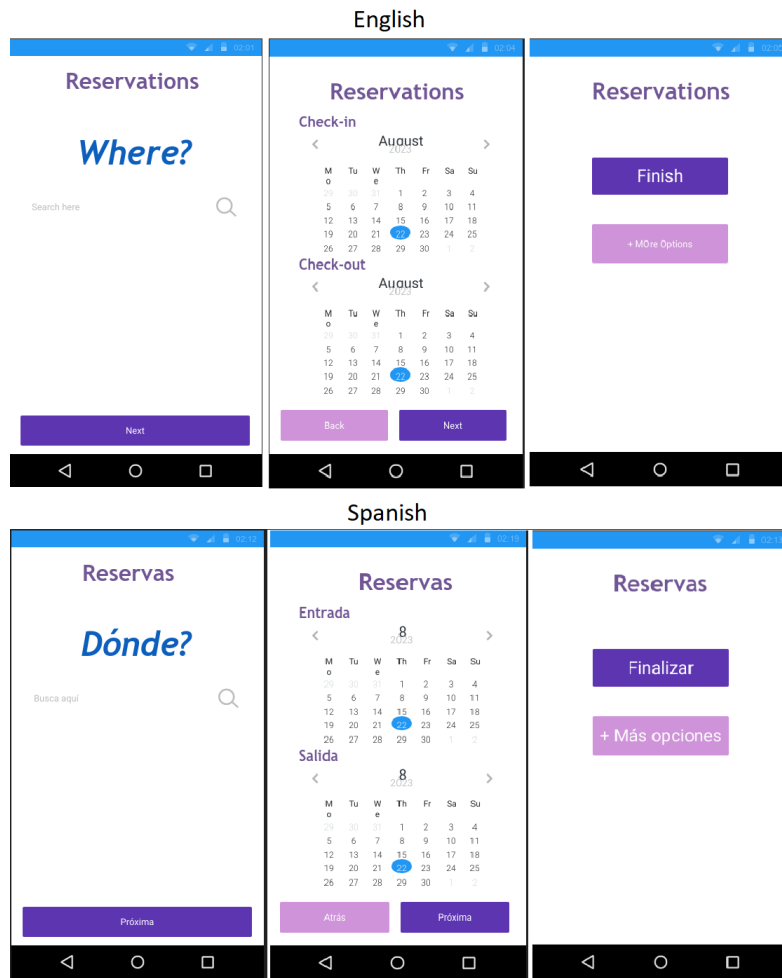 English
02:01
Reservations
Where?
Search here
Next
02:04
Reservations
Check-in
August
2023
M Tu W Th Fr Sa Su
o e
29 30 31 1 2 3 4
5 6 7 8 9 10 11
12 13 14 15 16 17 18
19 20 21 22 23 24 25
26 27 28 29 30 1 2
Check-out
August
2023
M Tu W Th Fr Sa Su
o e
29 30 31 1 2 3 4
5 6 7 8 9 10 11
12 13 14 15 16 17 18
19 20 21 22 23 24 25
26 27 28 29 30 1 2
Back Next
Reservations
Finish
+ MOre Options
Spanish
02:12
Reservas
Dónde?
Busca aquí
Próxima
02:19
Reservas
Entrada
8
2023
M Tu W Th Fr Sa Su
o e
29 30 31 1 2 3 4
5 6 7 8 9 10 11
12 13 14 15 16 17 18
19 20 21 22 23 24 25
26 27 28 29 30 1 2
Salida
8
2023
M Tu W Th Fr Sa Su
o e
29 30 31 1 2 3 4
5 6 7 8 9 10 11
12 13 14 15 16 17 18
19 20 21 22 23 24 25
26 27 28 29 30 1 2
Atrás Próxima
02:13
Reservas
Finalizar
+ Más opciones